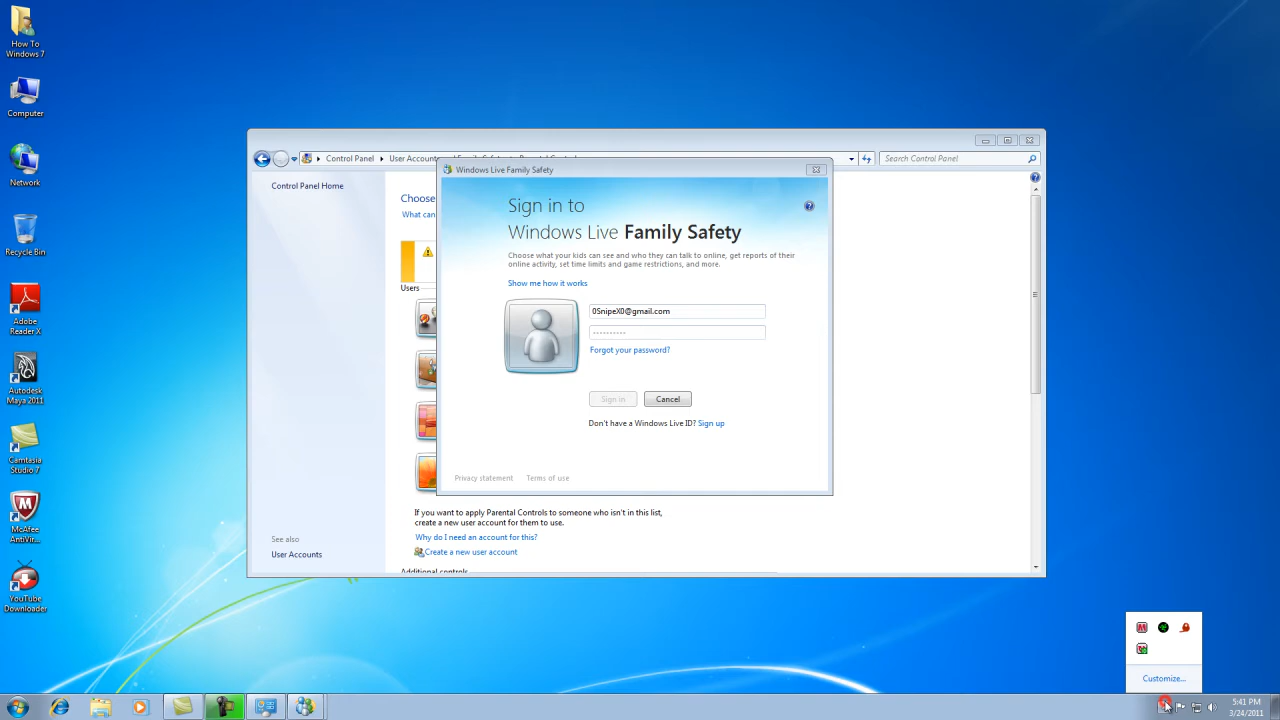 How To
Windows 7
Computer
Network
Recycle Bin
Adobe
Reader X
Autodesk
Maya 2011
Camtasia
Studio 7
McAfee
AntiVir...
YouTube
Downloader
Control Panel
User Accounts
Search Control Panel
Control Panel Home
Choose
What can
Users
Windows Live Family Safety
Sign in to
Windows Live Family Safety
Choose what your kids can see and who they can talk to online, get reports of their
online activity, set time limits and game restrictions, and more.
Show me how it works
0SnipeX0@gmail.com
----------
Forgot your password?
Sign in
Cancel
Don't have a Windows Live ID? Sign up
Privacy statement
Terms of use
If you want to apply Parental Controls to someone who isn't in this list,
create a new user account for them to use.
Why do I need an account for this?
Create a new user account
Additional controls
See also
User Accounts
Customize...
5:41 PM
3/24/2011